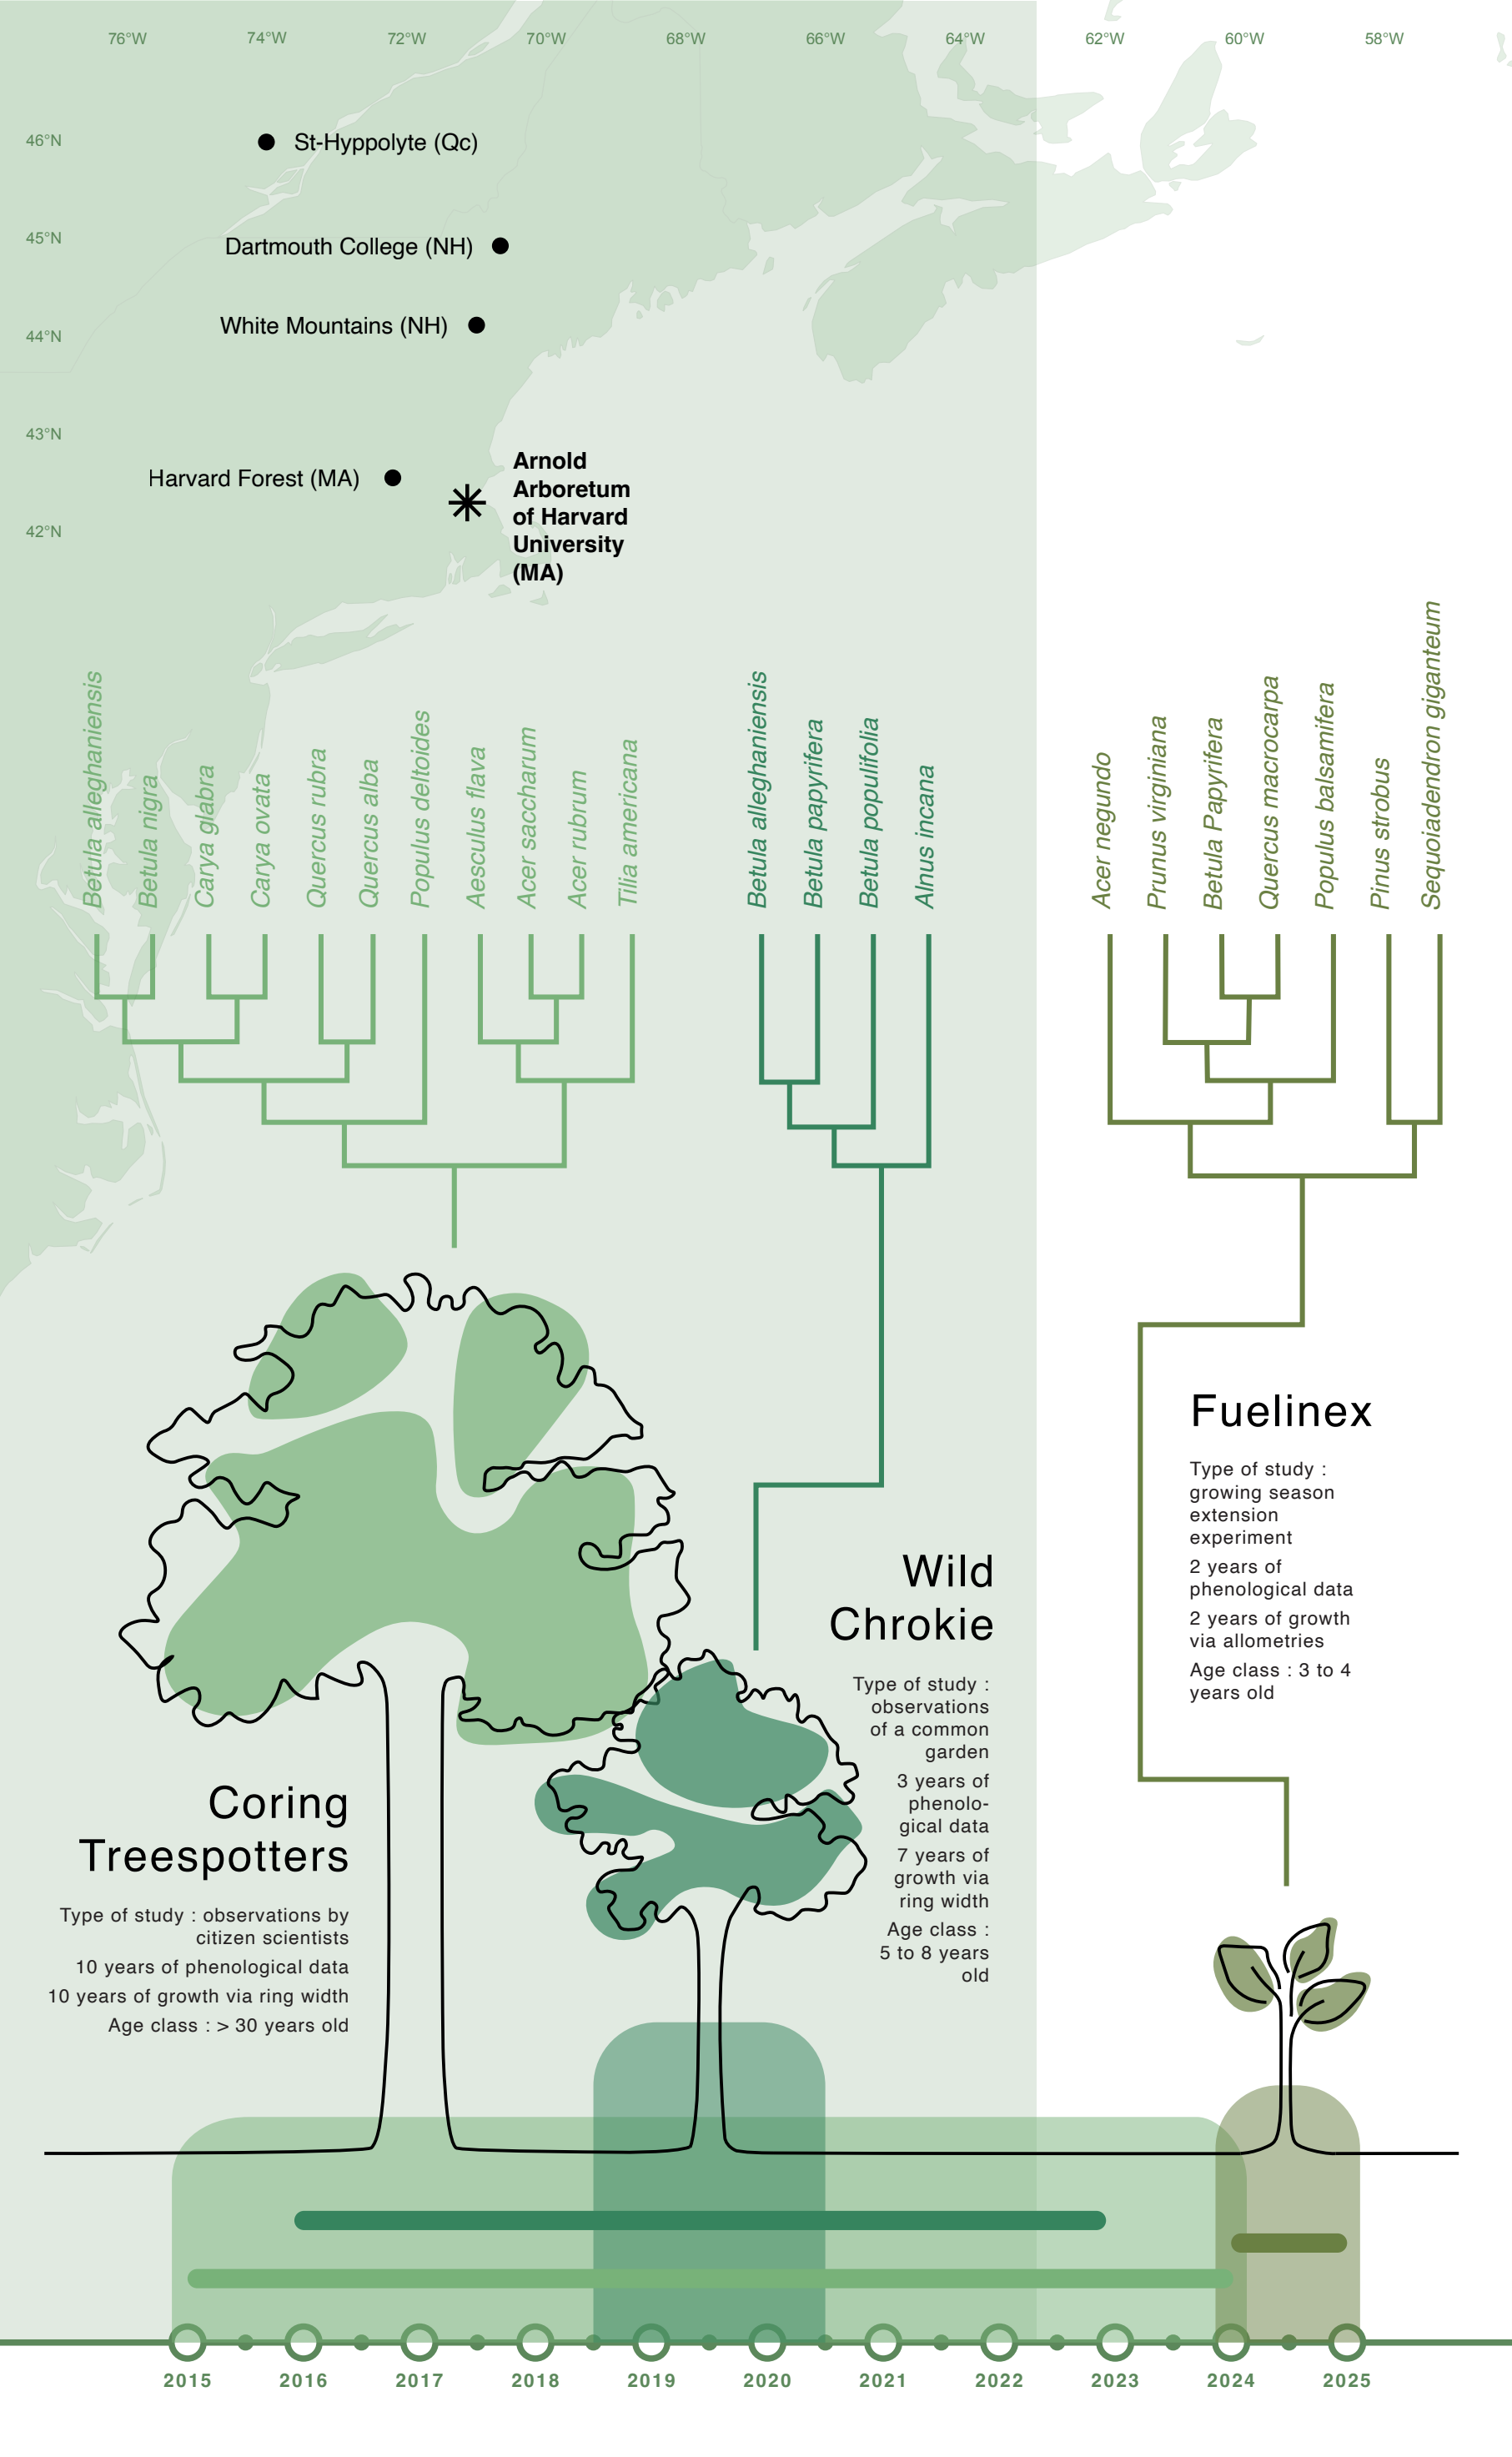 76°W
74°W
72°W
70°W
68°W
66°W
64°W
62°W
60°W
58°W
46°N
St-Hyppolyte (Qc)
45°N
Dartmouth College (NH)
White Mountains (NH)
44°N
43°N
Harvard Forest (MA)
Arnold
Arboretum
of Harvard
University
(MA)
42°N
Betula alleghaniensis
Betula nigra
Carya glabra
Carya ovata
Quercus rubra
Quercus alba
Populus deltoides
Aesculus flava
Acer saccharum
Acer rubrum
Tilia americana
Betula alleghaniensis
Betula papyrifera
Betula populifolia
Alnus incana
Acer negundo
Prunus virginiana
Betula Papyrifera
Quercus macrocarpa
Populus balsamifera
Pinus strobus
Sequoiadendron giganteum
Fuelinex
Type of study :
growing season
extension
experiment
2 years of
phenological data
2 years of growth
via allometries
Age class : 3 to 4
years old
Wild
Chrokie
Type of study :
observations
of a common
garden
3 years of
phenolo-
gical data
7 years of
growth via
ring width
Age class :
5 to 8 years
old
Coring
Treespotters
Type of study : observations by
citizen scientists
10 years of phenological data
10 years of growth via ring width
Age class : > 30 years old
2015
2016
2017
2018
2019
2020
2021
2022
2023
2024
2025